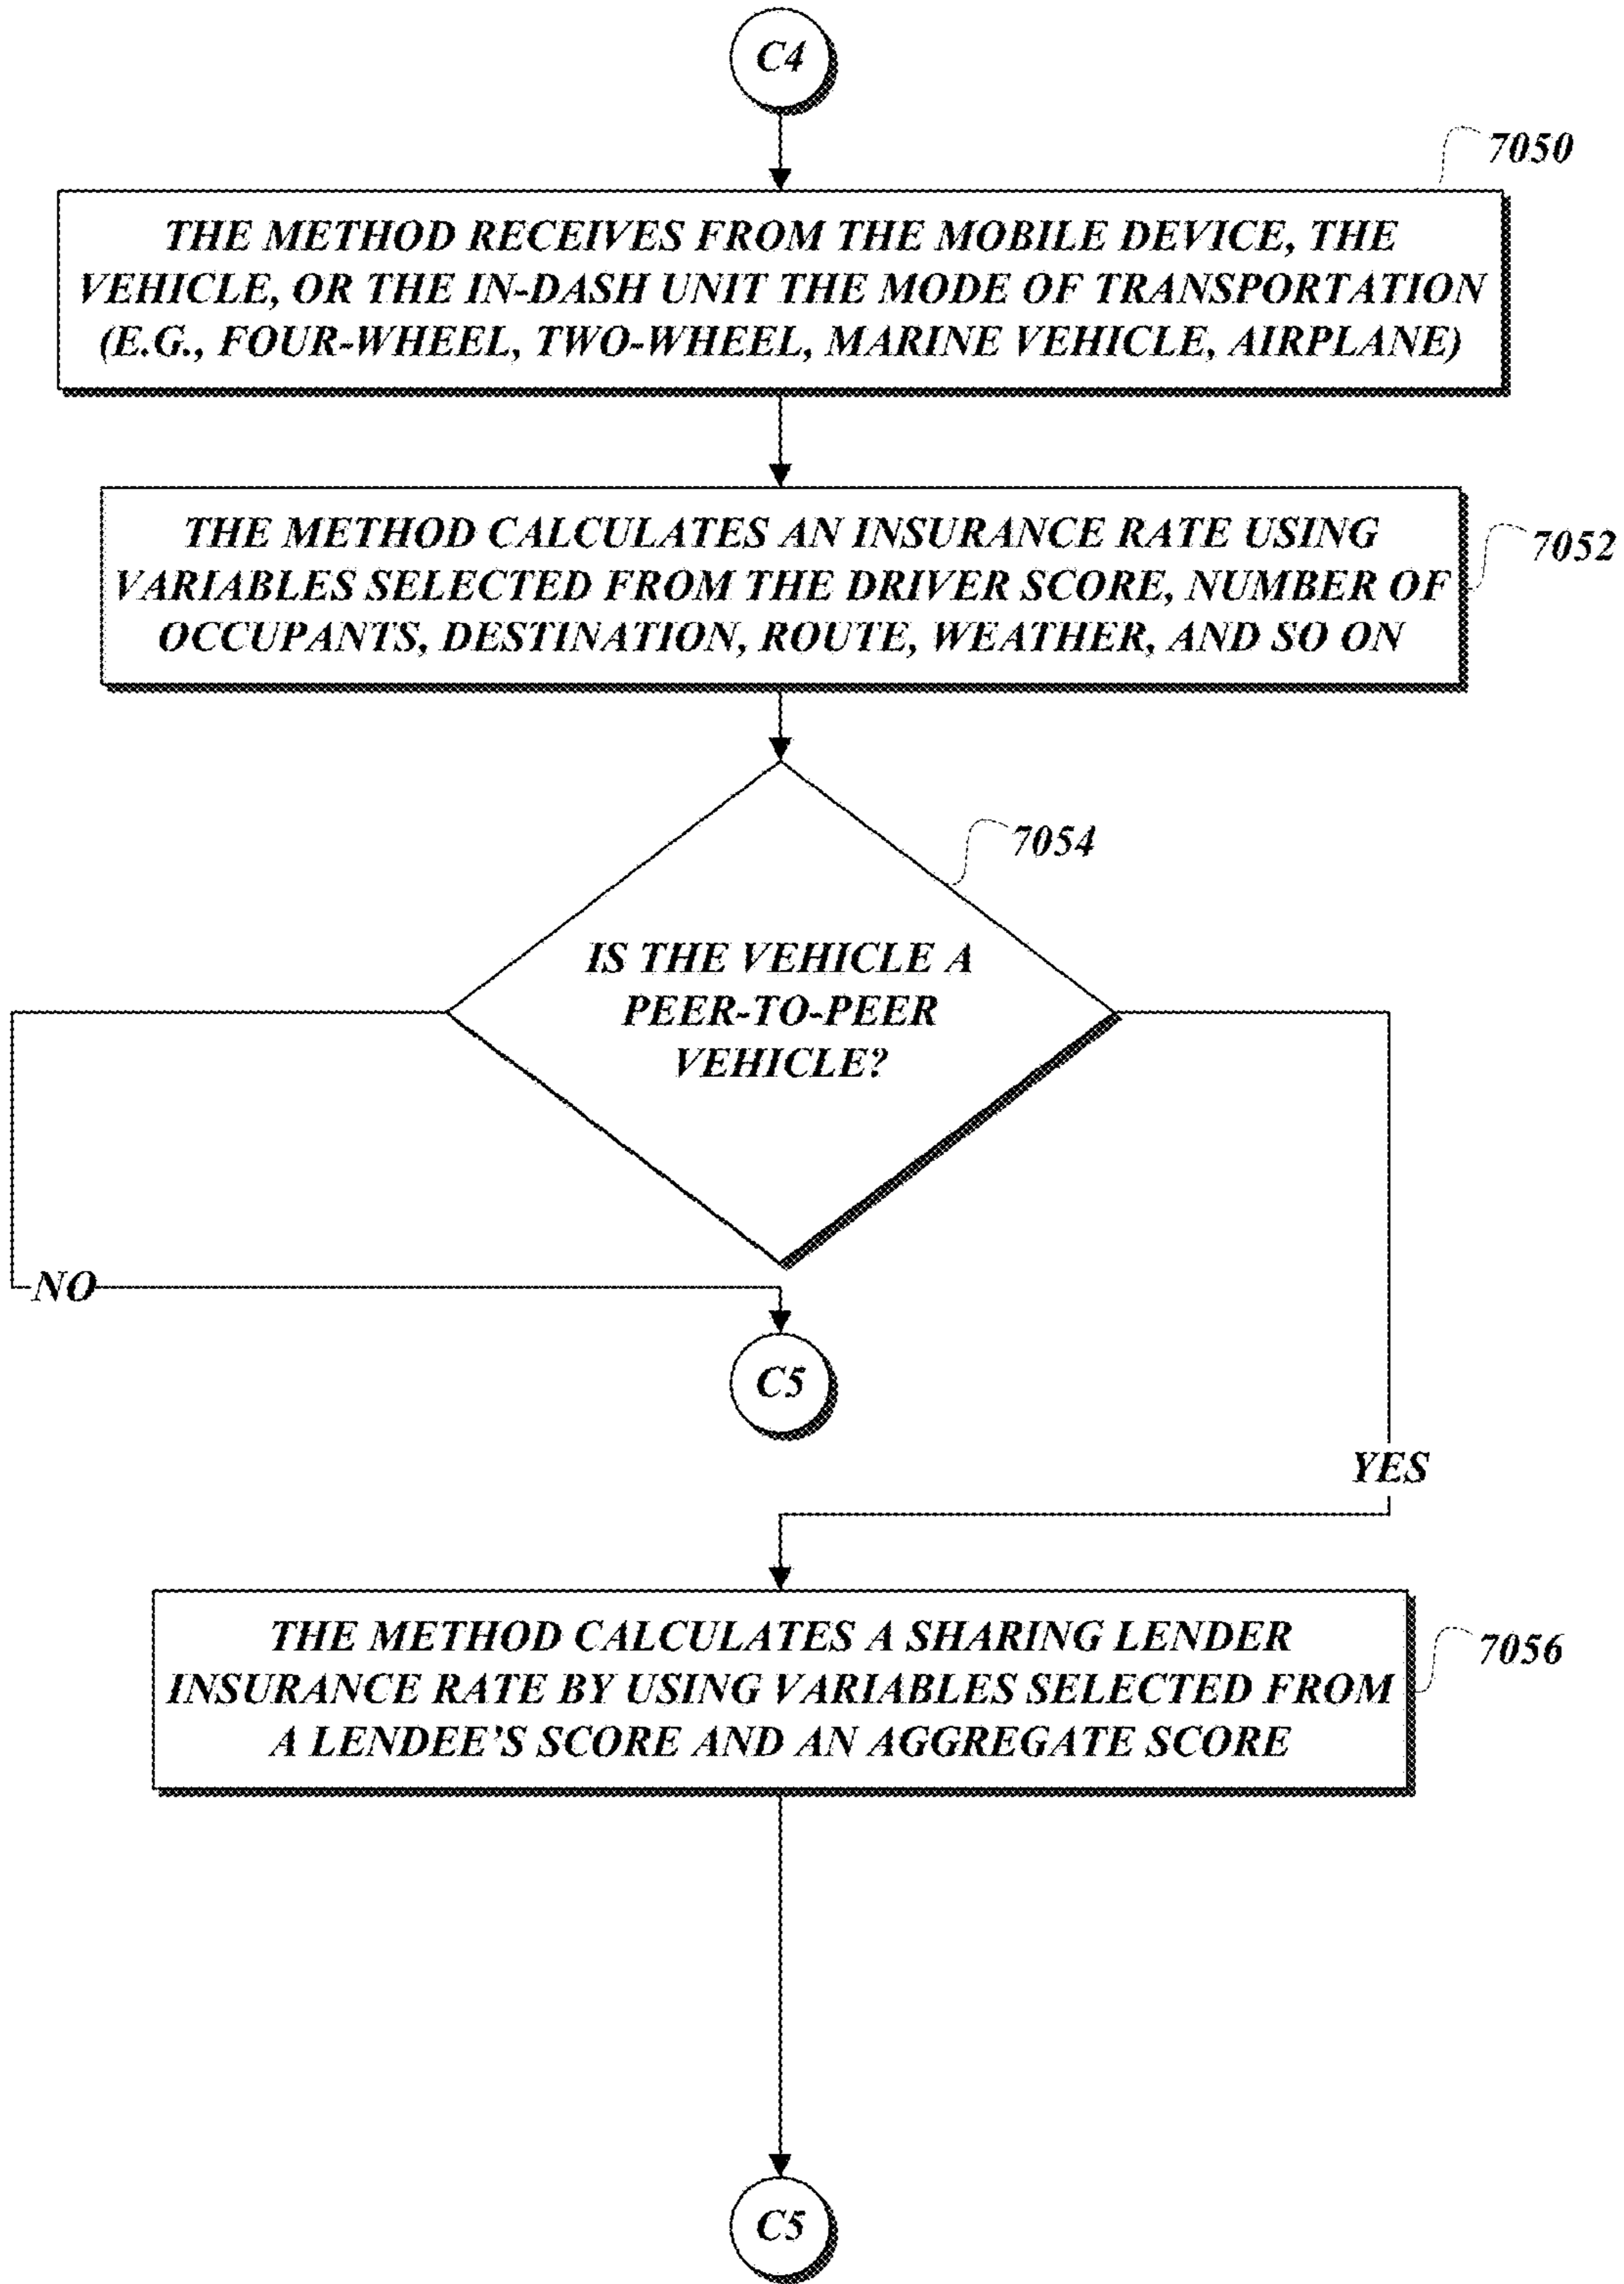 C4
7050
THE METHOD RECEIVES FROM THE MOBILE DEVICE, THE
VEHICLE, OR THE IN-DASH UNIT THE MODE OF TRANSPORTATION
(E.G., FOUR-WHEEL, TWO-WHEEL, MARINE VEHICLE, AIRPLANE)
THE METHOD CALCULATES AN INSURANCE RATE USING
7052
VARIABLES SELECTED FROM THE DRIVER SCORE, NUMBER OF
OCCUPANTS, DESTINATION, ROUTE, WEATHER, AND SO ON
7054
IS THE VEHICLE A
PEER-TO-PEER
VEHICLE?
NO
C5
YES
THE METHOD CALCULATES A SHARING LENDER
7056
INSURANCE RATE BY USING VARIABLES SELECTED FROM
A LENDEE'S SCORE AND AN AGGREGATE SCORE
C5